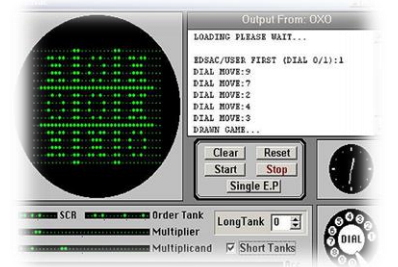 Output From: OXO
LOADING PLEASE WAIT...
EDSAC/USER FIRST (DIAL 0/1):1
DIAL MOVE:9
DIAL MOVE:7
DIAL MOVE:2
DIAL MOVE:4
DIAL MOVE:3
DRAWN GAME...
Clear
Reset
Start
Stop
Single E.P
SCR
Order Tank
Multiplier
Multiplicand
LongTank 0
Short Tanks
DIAL